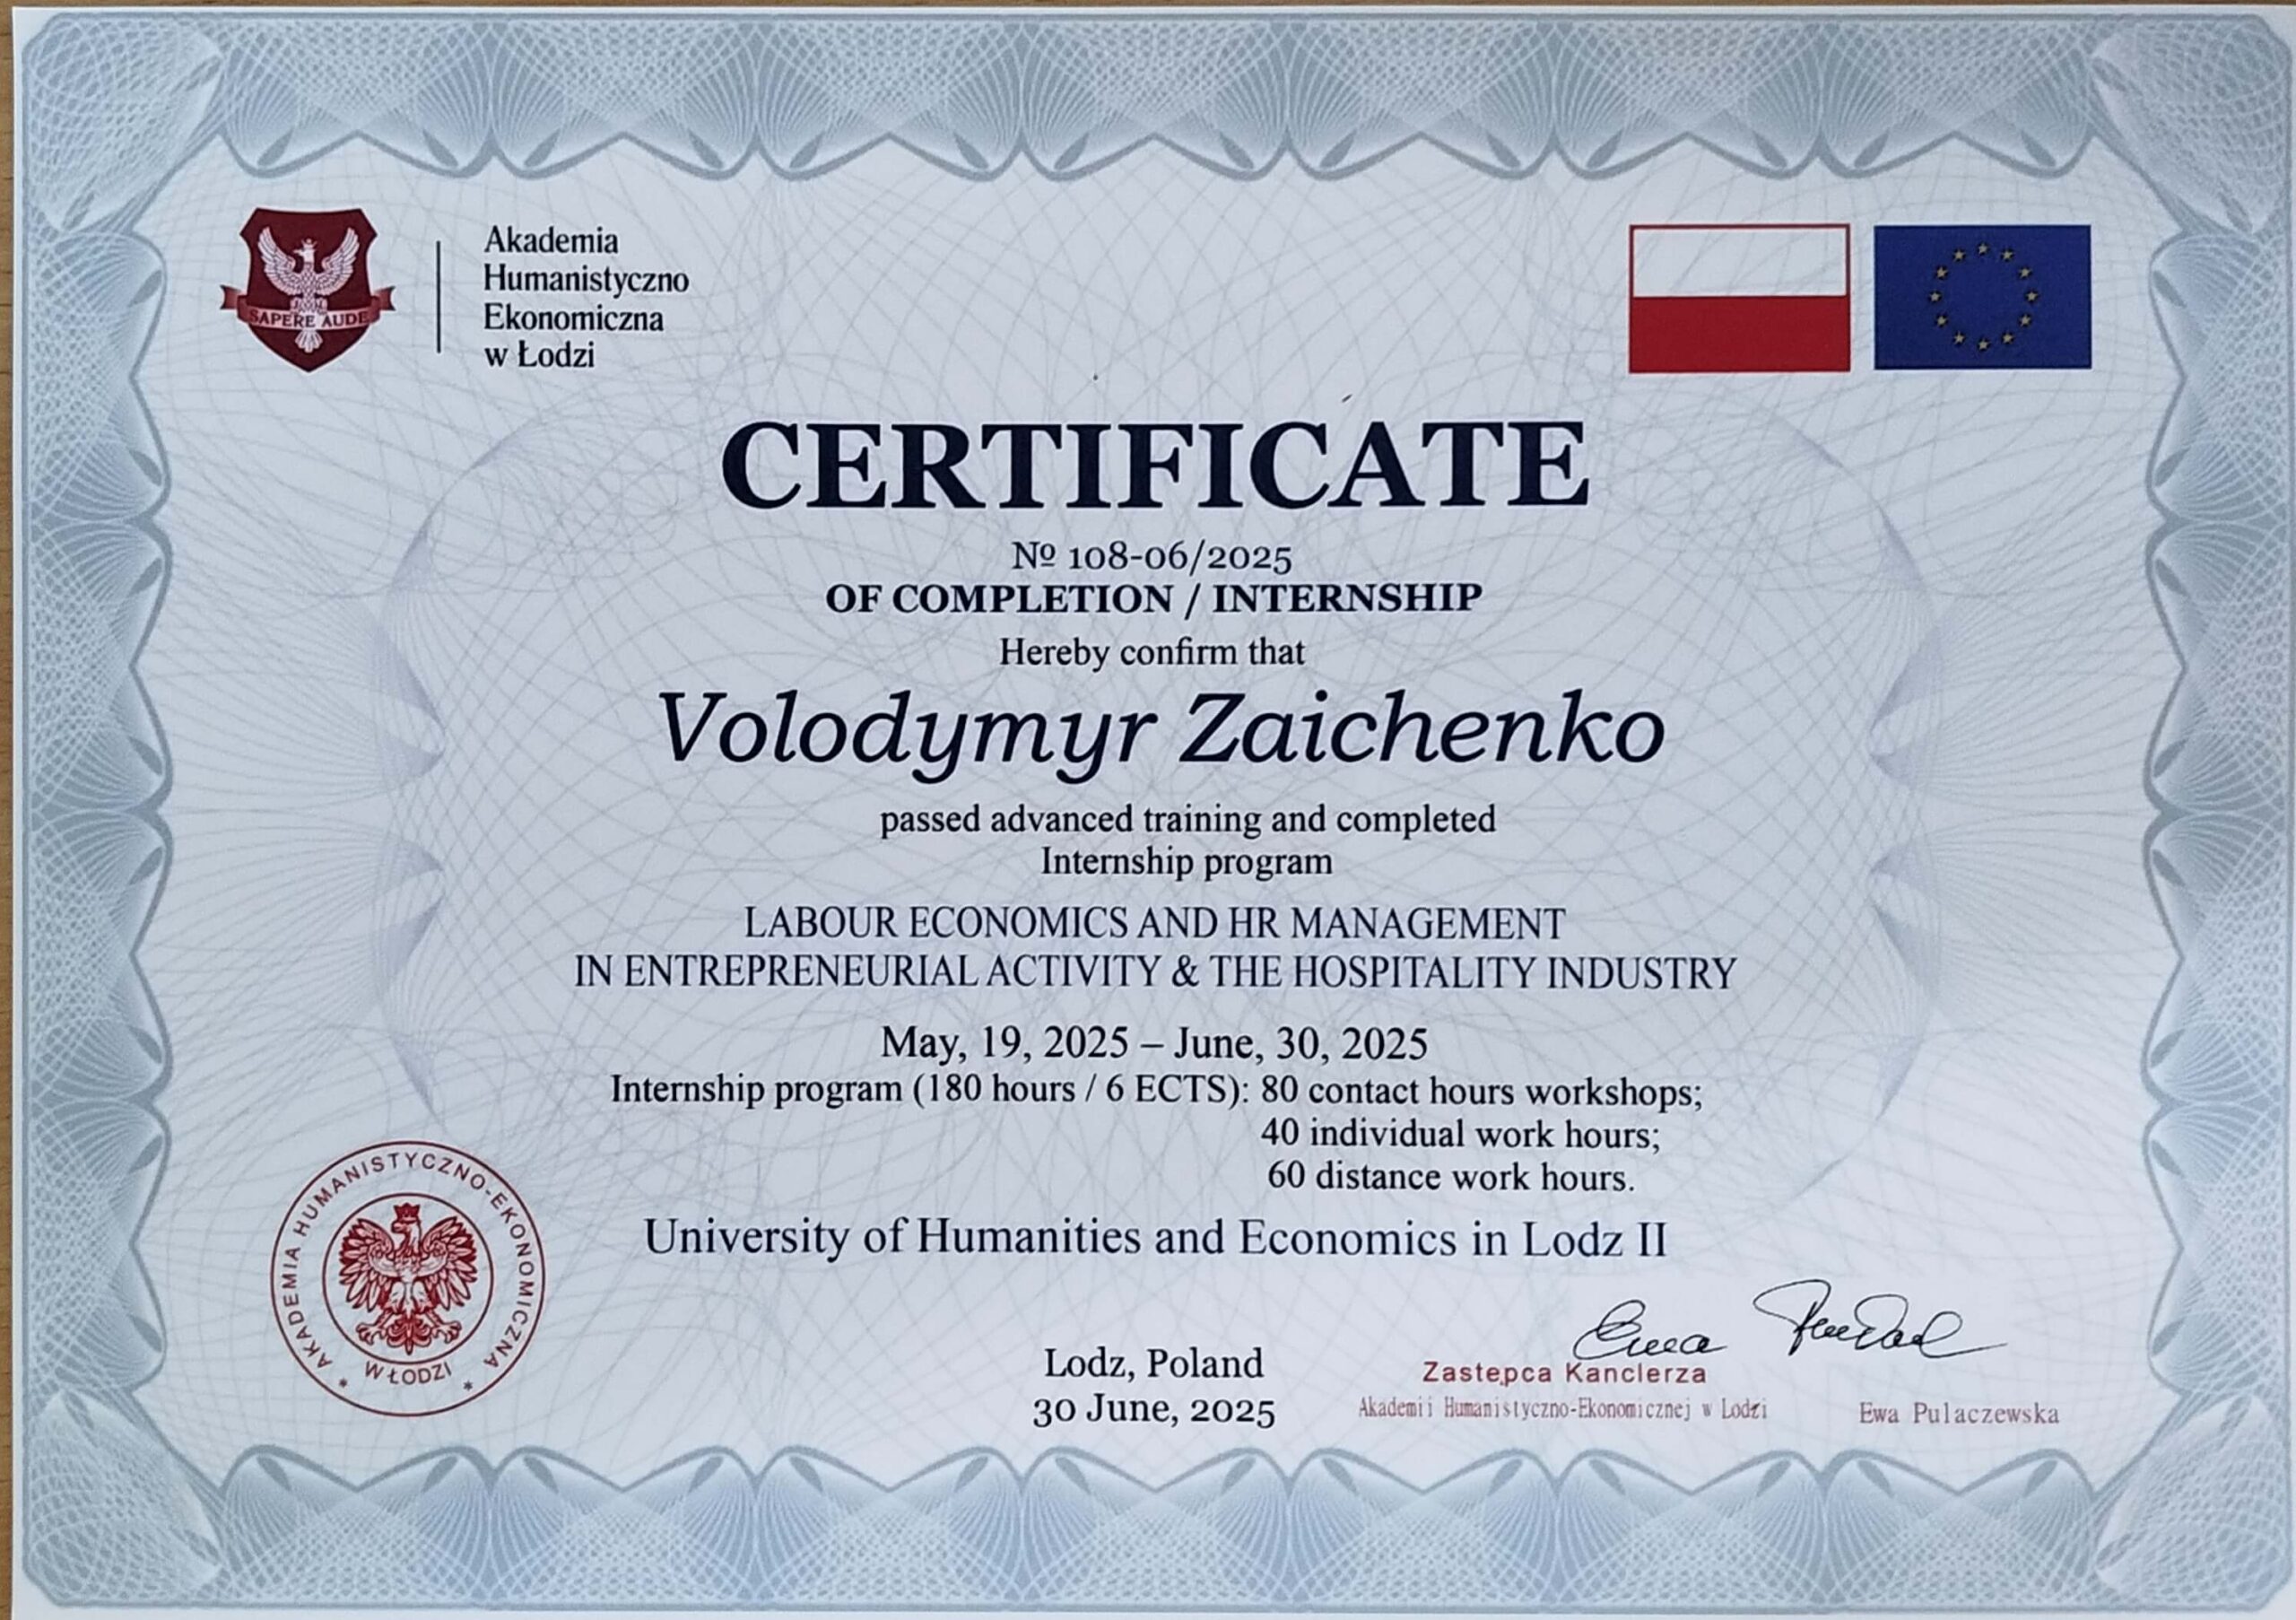 Akademia
Humanistyczno
Ekonomiczna
w Łodzi
SAPERE AUDE
CERTIFICATE
№ 108-06/2025
OF COMPLETION / INTERNSHIP
Hereby confirm that
Volodymyr Zaichenko
passed advanced training and completed
Internship program
LABOUR ECONOMICS AND HR MANAGEMENT
IN ENTREPRENEURIAL ACTIVITY & THE HOSPITALITY INDUSTRY
May, 19, 2025 – June, 30, 2025
Internship program (180 hours / 6 ECTS): 80 contact hours workshops;
40 individual work hours;
60 distance work hours.
University of Humanities and Economics in Lodz II
AKADEMIA HUMANISTYCZNO-EKONOMICZNA
* W ŁODZI *
Lodz, Poland
30 June, 2025
Ewa
Zastępca Kanclerza
Akademii Humanistyczno-Ekonomicznej w Lodzi
Ewa Pulaczewska